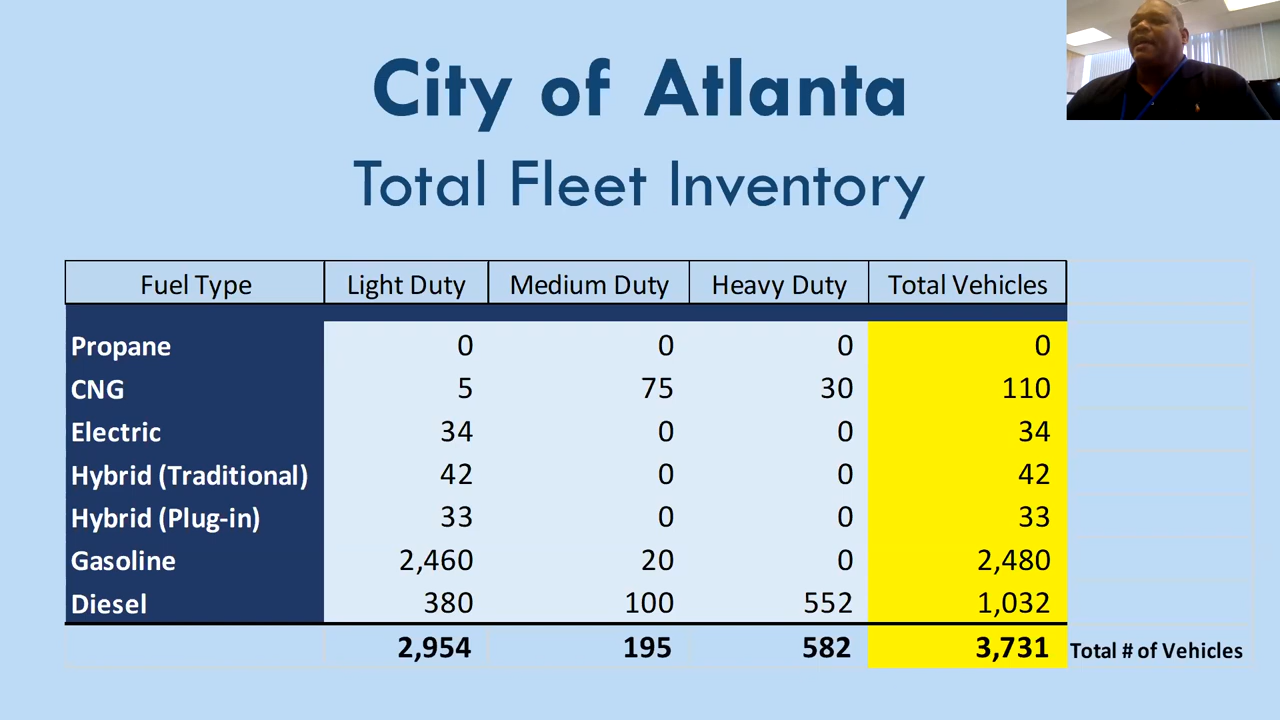 City of Atlanta
Total Fleet Inventory
Fuel Type Light Duty Medium Duty Heavy Duty Total Vehicles
Propane 0 0 0 0
CNG 5 75 30 110
Electric 34 0 0 34
Hybrid (Traditional) 42 0 0 42
Hybrid (Plug-in) 33 0 0 33
Gasoline 2,460 20 0 2,480
Diesel 380 100 552 1,032
2,954 195 582 3,731 Total # of Vehicles